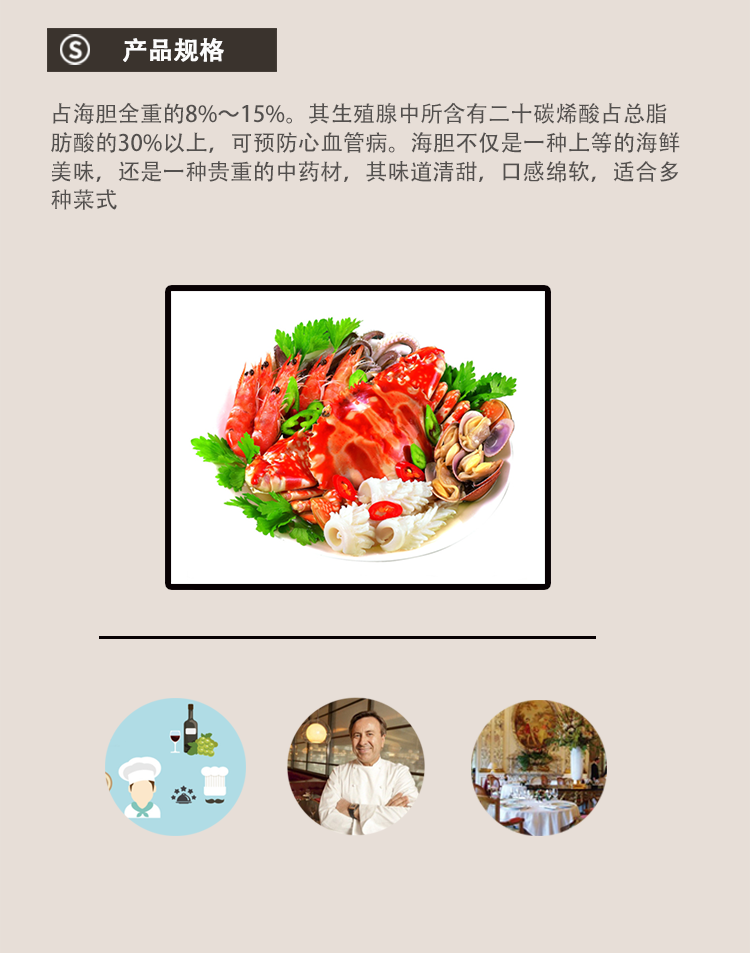 S 产品规格
占海胆全重的8%～15%。其生殖腺中所含有二十碳烯酸占总脂
肪酸的30%以上，可预防心血管病。海胆不仅是一种上等的海鲜
美味，还是一种贵重的中药材，其味道清甜，口感绵软，适合多
种菜式